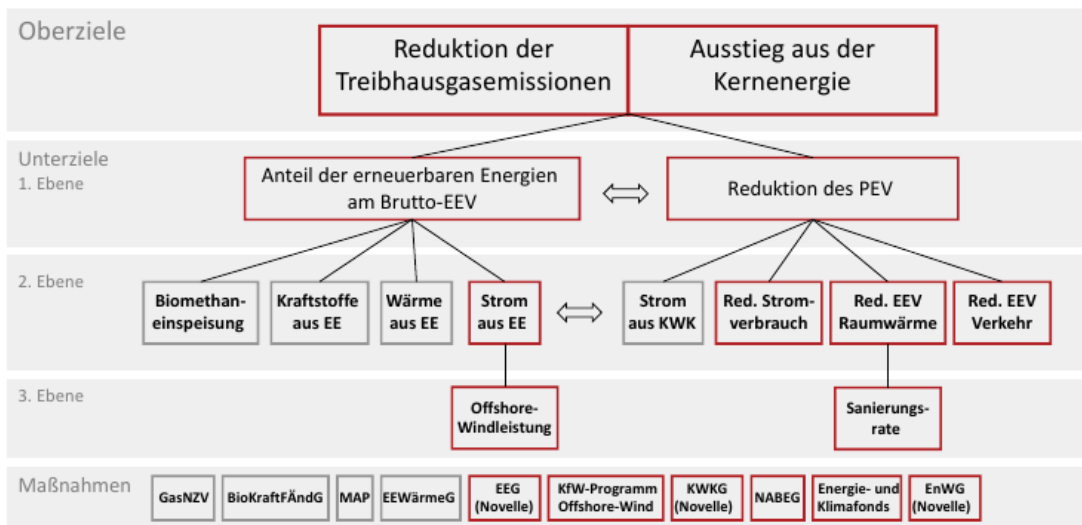 Oberziele
Reduktion der
Treibhausgasemissionen
Ausstieg aus der
Kernenergie
Unterziele
1. Ebene
Anteil der erneuerbaren Energien
am Brutto-EEV
Reduktion des PEV
2. Ebene
Biomethan-
einspeisung
Kraftstoffe
aus EE
Wärme
aus EE
Strom
aus EE
Strom
aus KWK
Red. Strom-
verbrauch
Red. EEV
Raumwärme
Red. EEV
Verkehr
3. Ebene
Offshore-
Windleistung
Sanierungs-
rate
Maßnahmen
GasNZV
BioKraftFÄndG
MAP
EEWärmeG
EEG
(Novelle)
KfW-Programm
Offshore-Wind
KWKG
(Novelle)
NABEG
Energie- und
Klimafonds
EnWG
(Novelle)